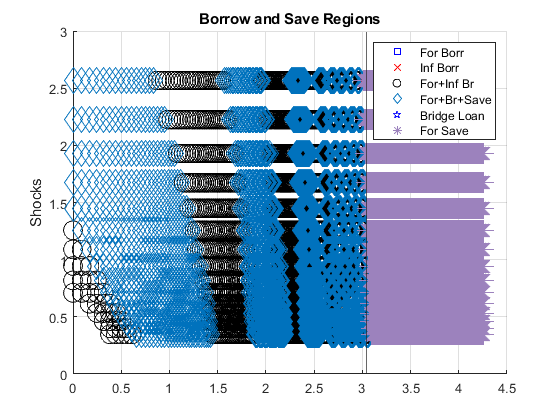 Borrow and Save Regions
3
2.5
2
1.5
1
0.5
0
Shocks
For Borr
Inf Borr
For+Inf Br
For+Br+Save
Bridge Loan
For Save
0
0.5
1
1.5
2
2.5
3
3.5
4
4.5